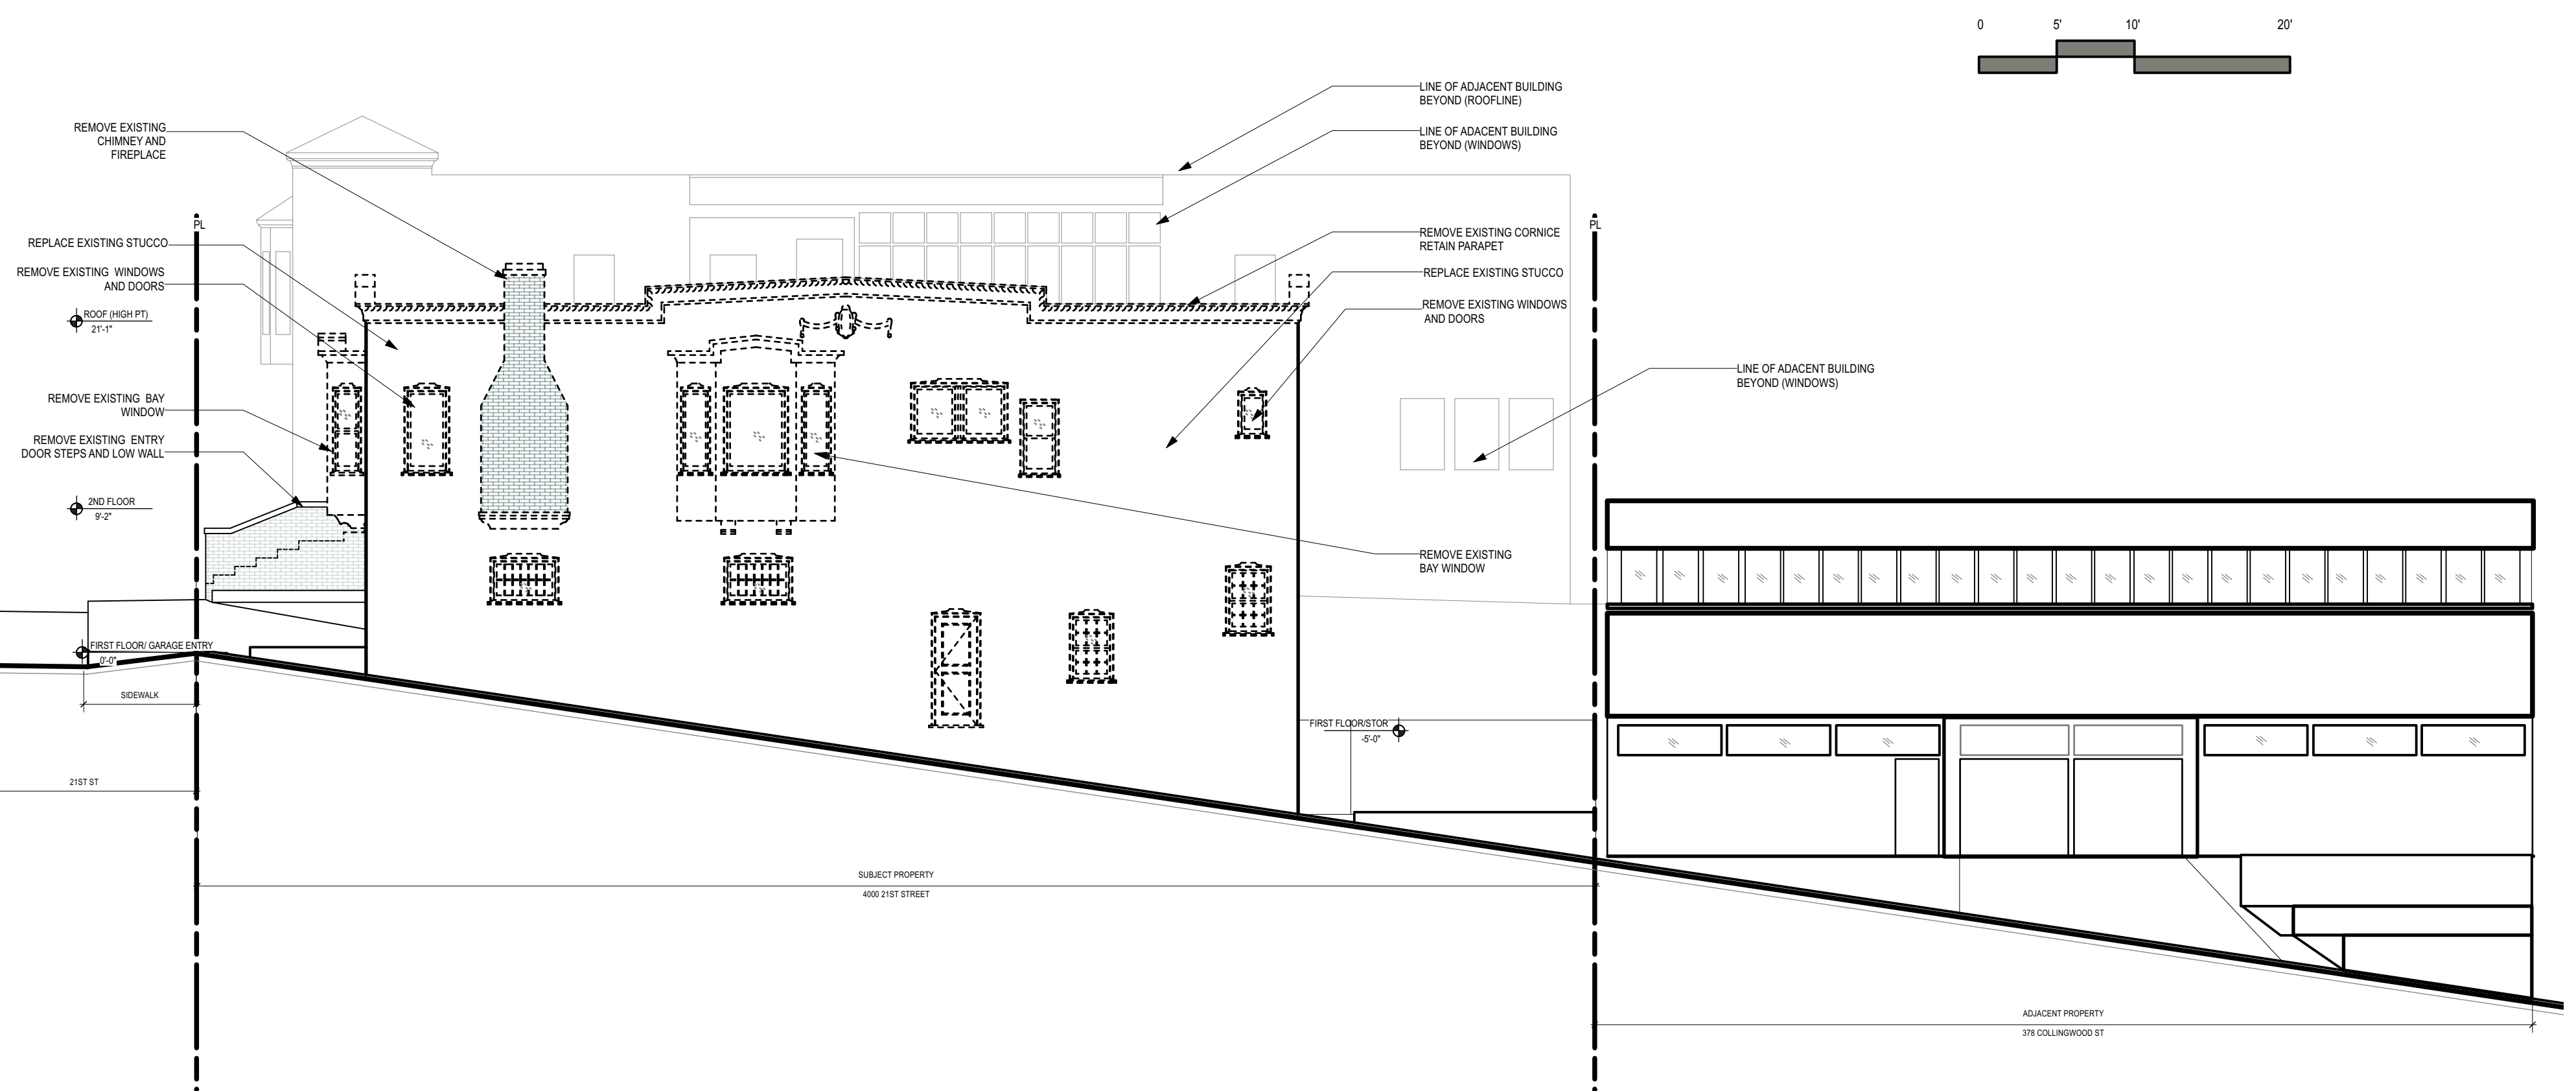 0 5' 10' 20'
LINE OF ADJACENT BUILDING
BEYOND (ROOFLINE)
REMOVE EXISTING
CHIMNEY AND
FIREPLACE
LINE OF ADACENT BUILDING
BEYOND (WINDOWS)
PL
PL
REMOVE EXISTING CORNICE
RETAIN PARAPET
REPLACE EXISTING STUCCO
REPLACE EXISTING STUCCO
REMOVE EXISTING WINDOWS
AND DOORS
REMOVE EXISTING WINDOWS
AND DOORS
ROOF (HIGH PT)
21'-1"
LINE OF ADACENT BUILDING
BEYOND (WINDOWS)
REMOVE EXISTING BAY
WINDOW
REMOVE EXISTING ENTRY
DOOR STEPS AND LOW WALL
2ND FLOOR
9'-2"
REMOVE EXISTING
BAY WINDOW
FIRST FLOOR/ GARAGE ENTRY
0'-0"
SIDEWALK
FIRST FLOOR/STOR
-5'-0"
21ST ST
SUBJECT PROPERTY
4000 21ST STREET
ADJACENT PROPERTY
378 COLLINGWOOD ST